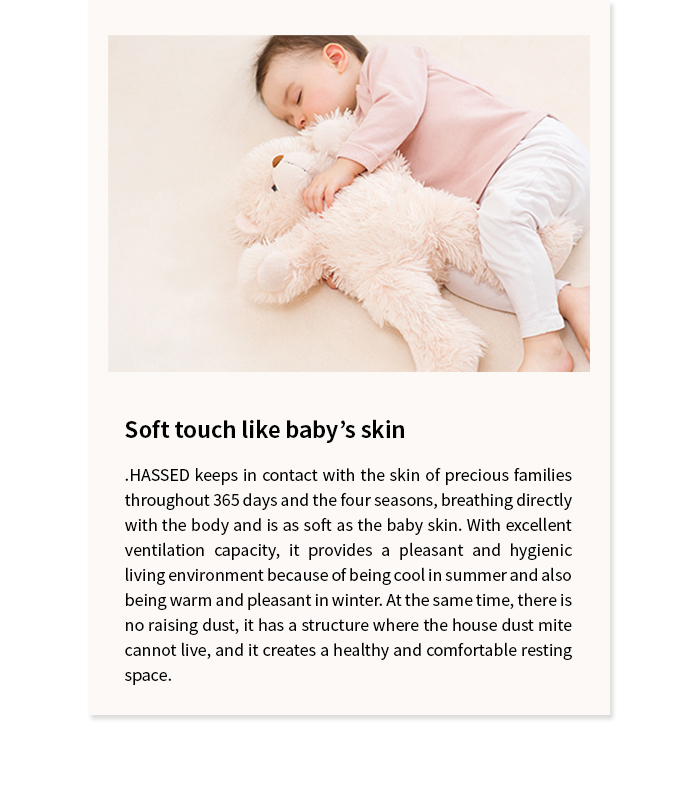 Soft touch like baby’s skin
.HASSED keeps in contact with the skin of precious families
throughout 365 days and the four seasons, breathing directly
with the body and is as soft as the baby skin. With excellent
ventilation capacity, it provides a pleasant and hygienic
living environment because of being cool in summer and also
being warm and pleasant in winter. At the same time, there is
no raising dust, it has a structure where the house dust mite
cannot live, and it creates a healthy and comfortable resting
space.